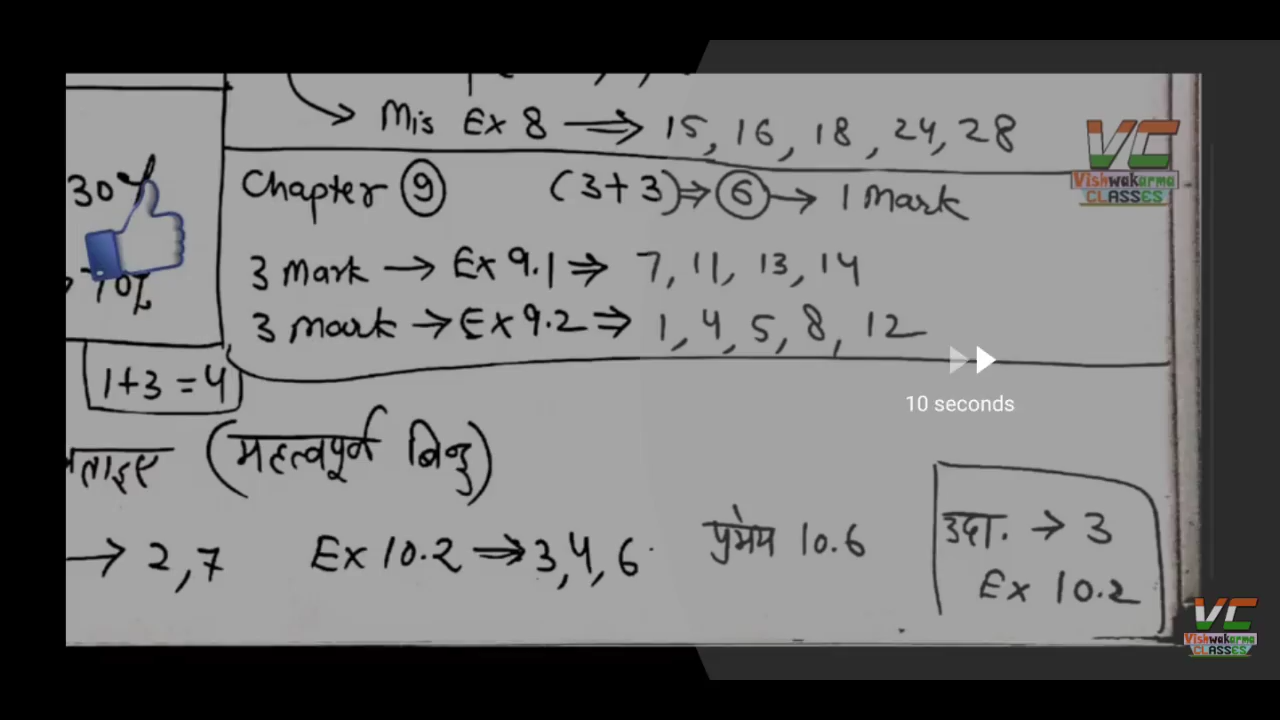 Mis Ex 8 ⟹ 15, 16, 18, 24, 28
Chapter 9 (3+3) ⇒ 6 → 1 Mark
3 Mark → Ex 9.1 ⇒ 7, 11, 13, 14
3 mark → Ex 9.2 ⇒ 1, 4, 5, 8, 12
30%
70%
1+3 = 4
10 seconds
(महत्वपूर्न बिन्दु)
→ 2, 7 Ex 10.2 ⟹ 3, 4, 6
प्रमेय 10.6
उदा. → 3
Ex 10.2
VC
Vishwakarma
CLASSES
VC
Vishwakarma
CLASSES